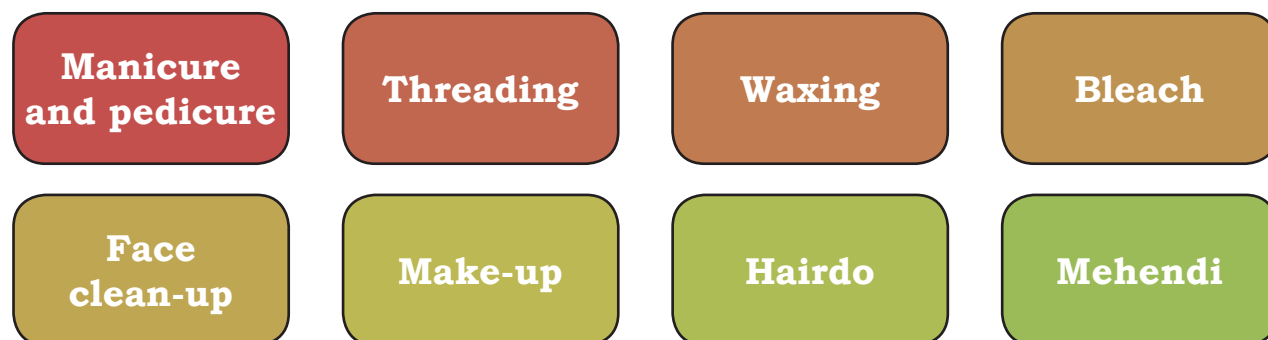 Manicure
and pedicure
Threading
Waxing
Bleach
Face
clean-up
Make-up
Hairdo
Mehendi